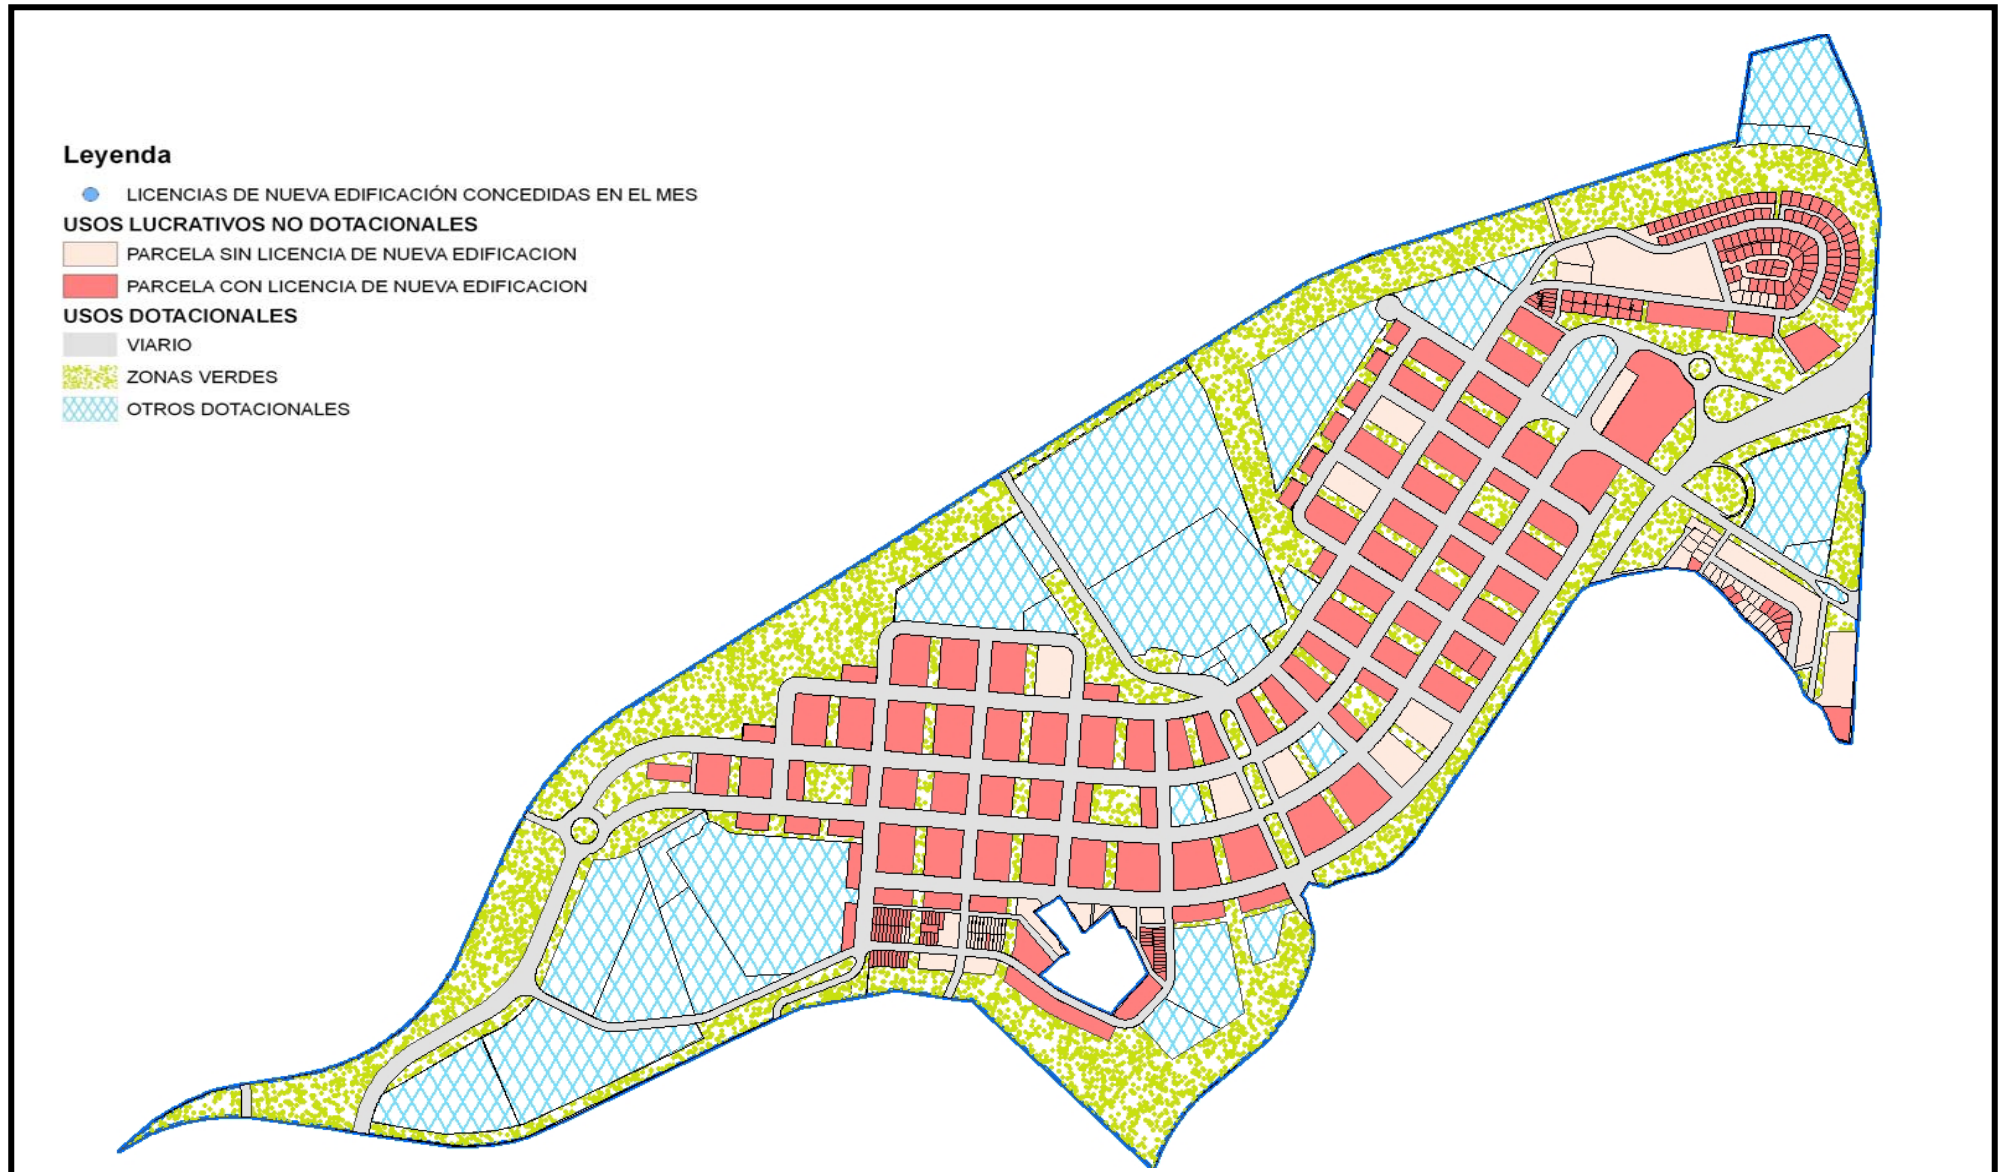 Leyenda
LICENCIAS DE NUEVA EDIFICACIÓN CONCEDIDAS EN EL MES
USOS LUCRATIVOS NO DOTACIONALES
PARCELA SIN LICENCIA DE NUEVA EDIFICACION
PARCELA CON LICENCIA DE NUEVA EDIFICACION
USOS DOTACIONALES
VIARIO
ZONAS VERDES
OTROS DOTACIONALES